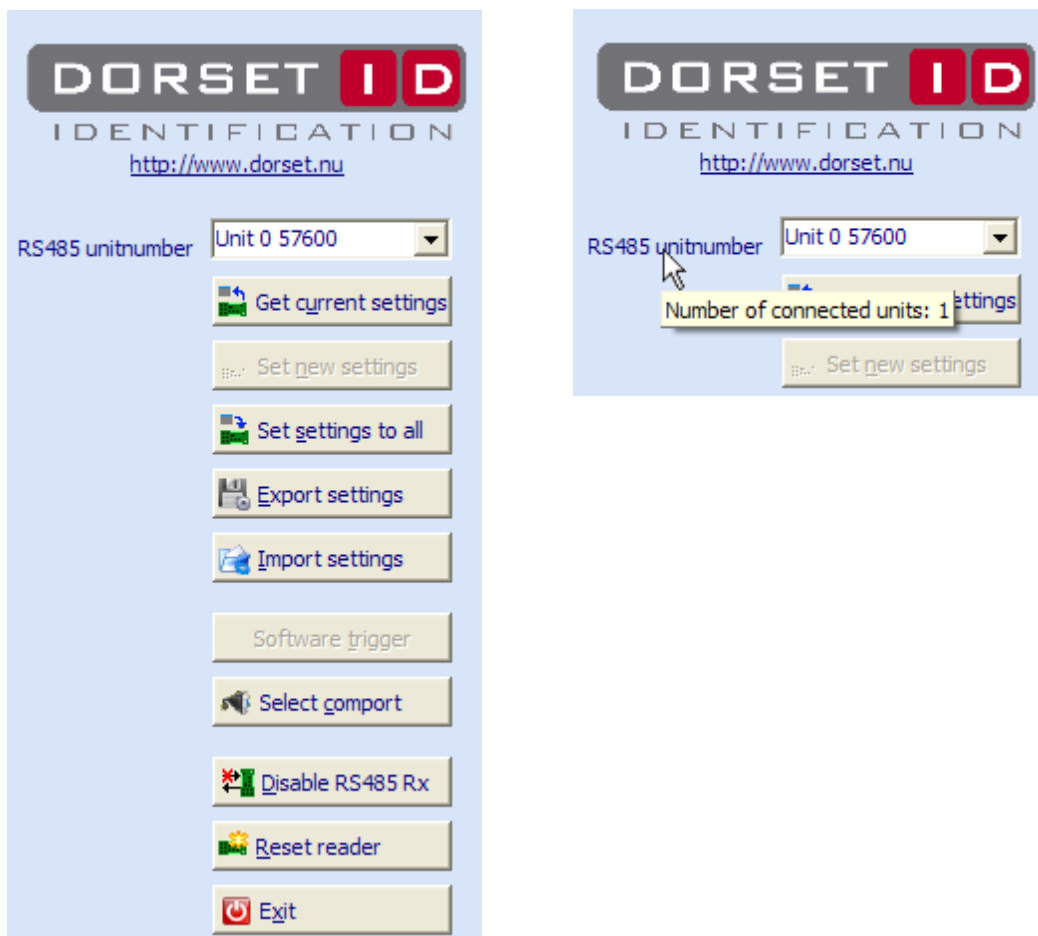 DORSET ID
IDENTIFICATION
http://www.dorset.nu
RS485 unitnumber Unit 0 57600
Get current settings
Set new settings
Set settings to all
Export settings
Import settings
Software trigger
Select comport
Disable RS485 Rx
Reset reader
Exit
DORSET ID
IDENTIFICATION
http://www.dorset.nu
RS485 unitnumber Unit 0 57600
Number of connected units: 1 ettings
Set new settings